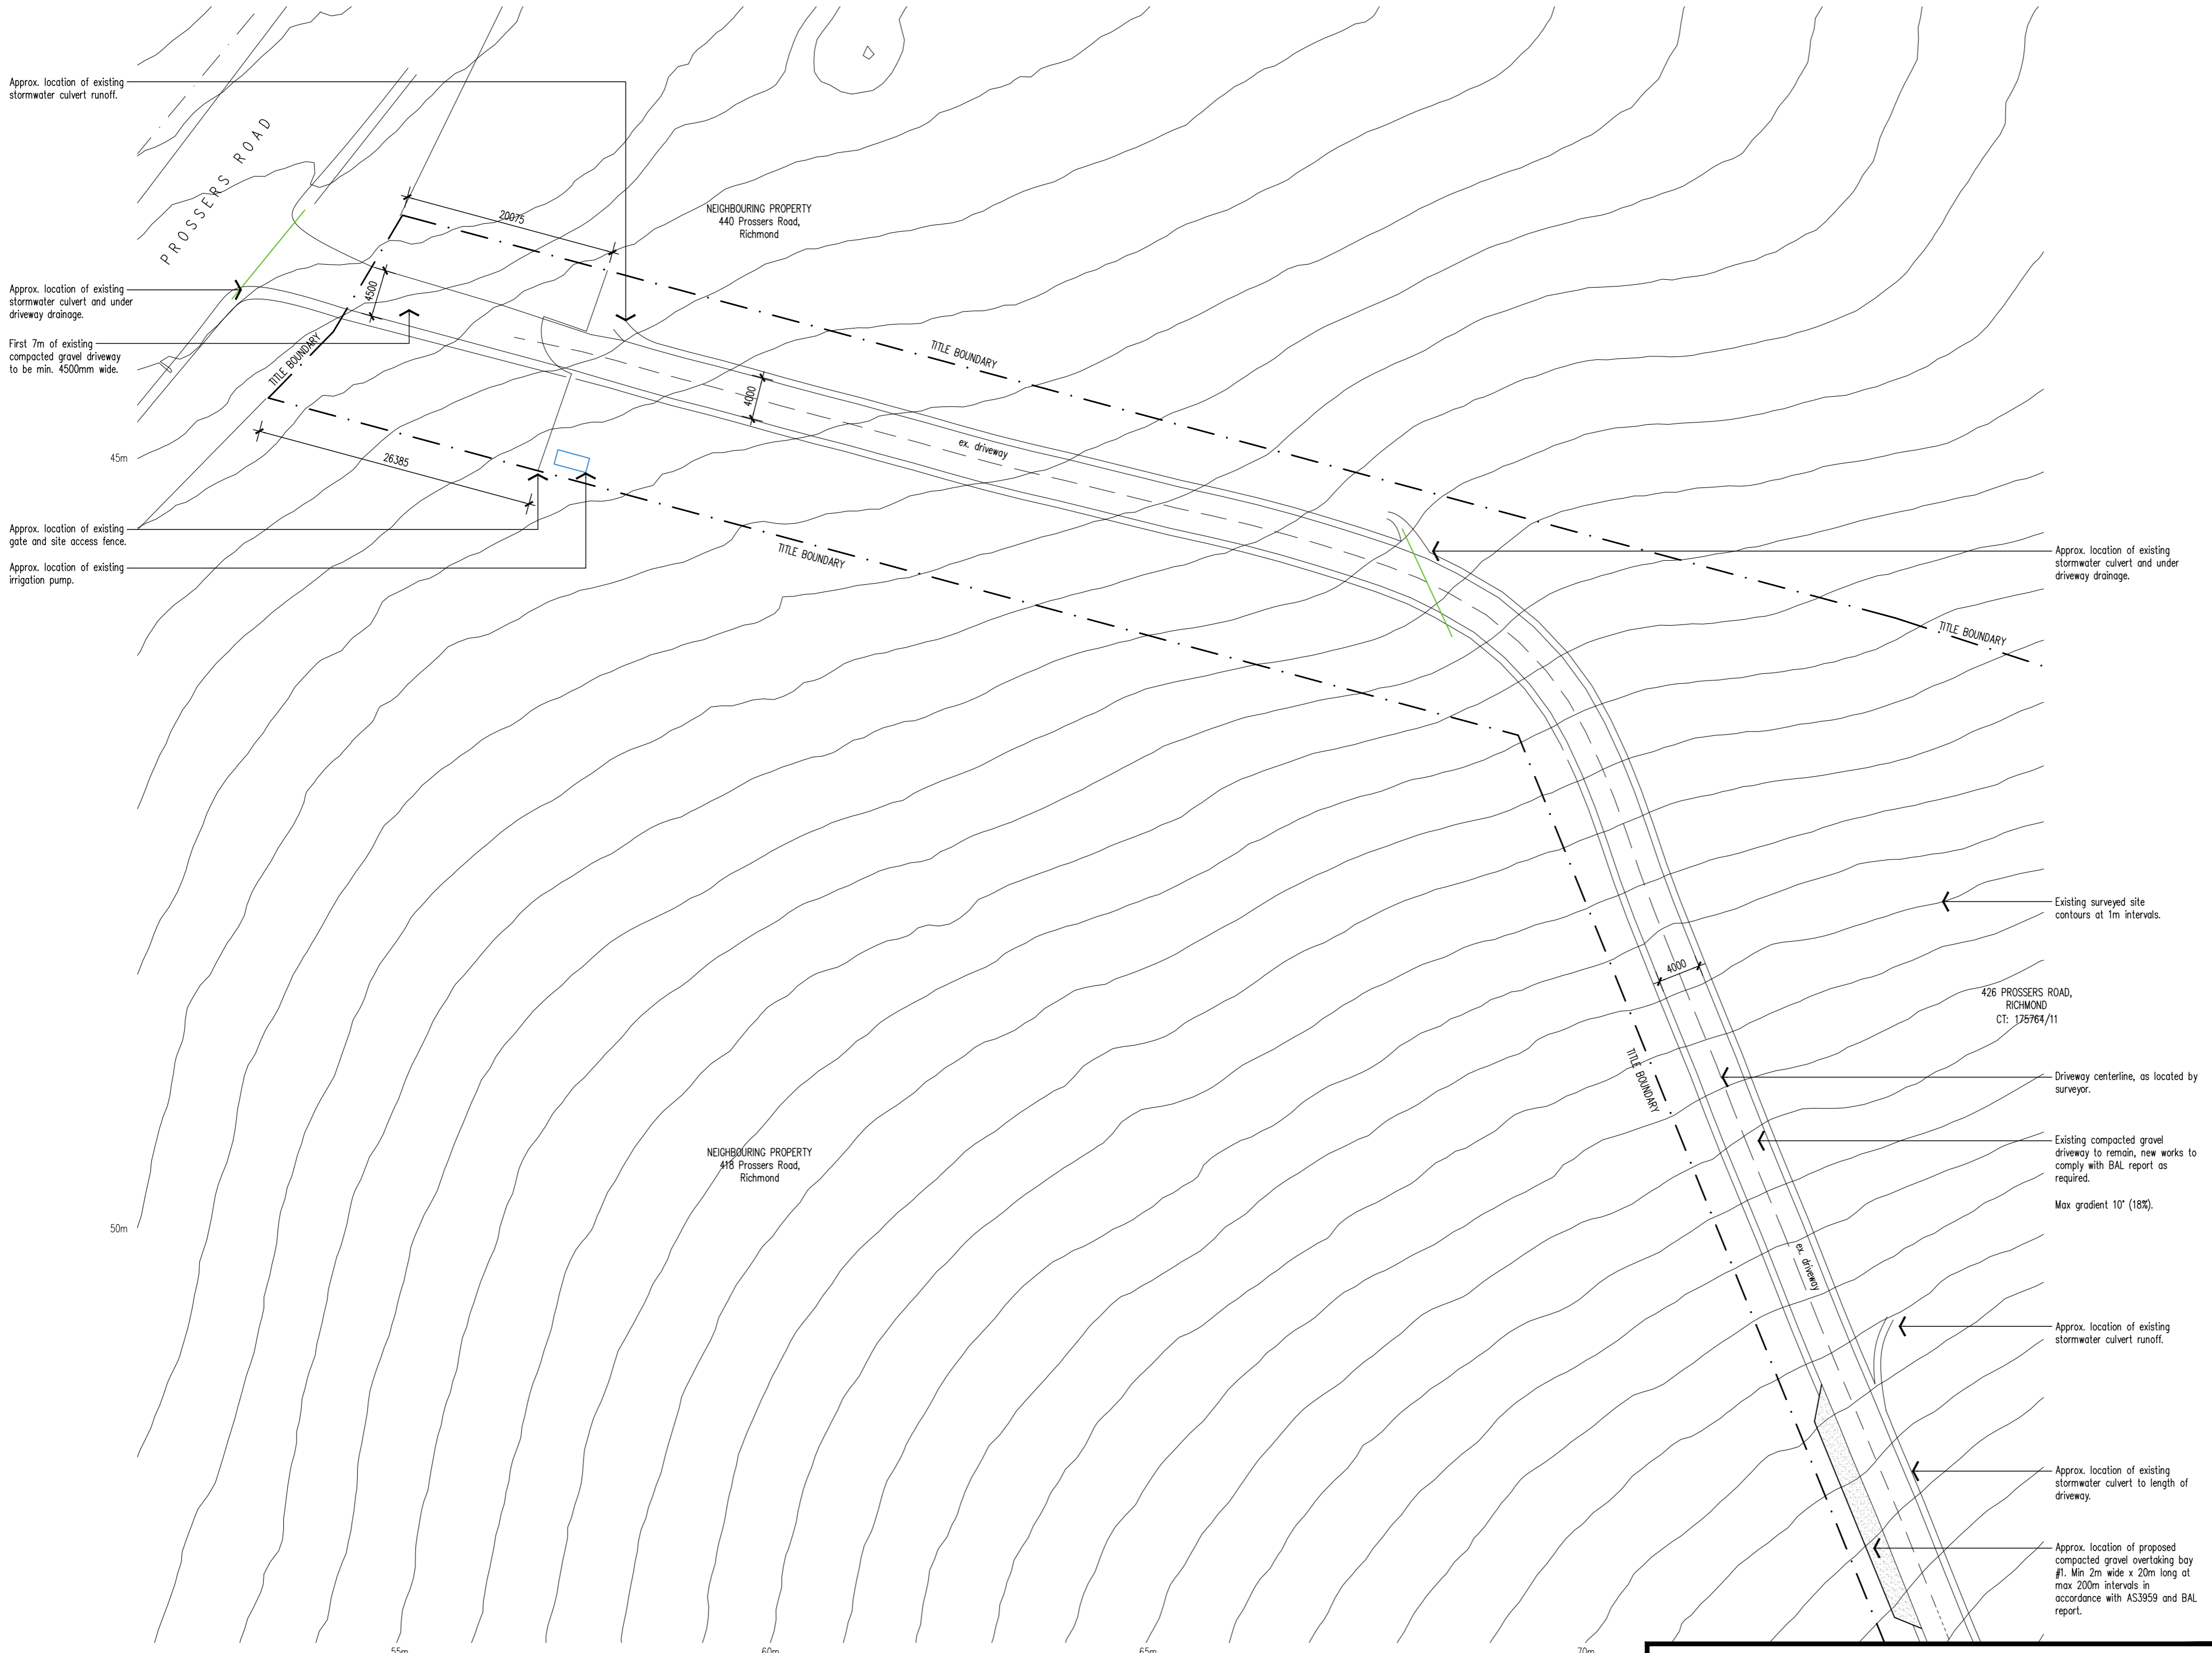 Approx. location of existing
stormwater culvert runoff.
PROSSERS ROAD
20075
NEIGHBOURING PROPERTY
440 Prossers Road,
Richmond
Approx. location of existing
stormwater culvert and under
driveway drainage.
4500
First 7m of existing
compacted gravel driveway
to be min. 4500mm wide.
TITLE BOUNDARY
TITLE BOUNDARY
4000
ex. driveway
45m
26385
Approx. location of existing
gate and site access fence.
TITLE BOUNDARY
Approx. location of existing
irrigation pump.
Approx. location of existing
stormwater culvert and under
driveway drainage.
TITLE BOUNDARY
Existing surveyed site
contours at 1m intervals.
4000
426 PROSSERS ROAD,
RICHMOND
CT: 175764/11
TITLE BOUNDARY
Driveway centerline, as located by
surveyor.
NEIGHBOURING PROPERTY
418 Prossers Road,
Richmond
Existing compacted gravel
driveway to remain, new works to
comply with BAL report as
required.
Max gradient 10° (18%).
50m
ex. driveway
Approx. location of existing
stormwater culvert runoff.
Approx. location of existing
stormwater culvert to length of
driveway.
Approx. location of proposed
compacted gravel overtaking bay
#1. Min 2m wide x 20m long at
max 200m intervals in
accordance with AS3959 and BAL
report.
55m
60m
65m
70m